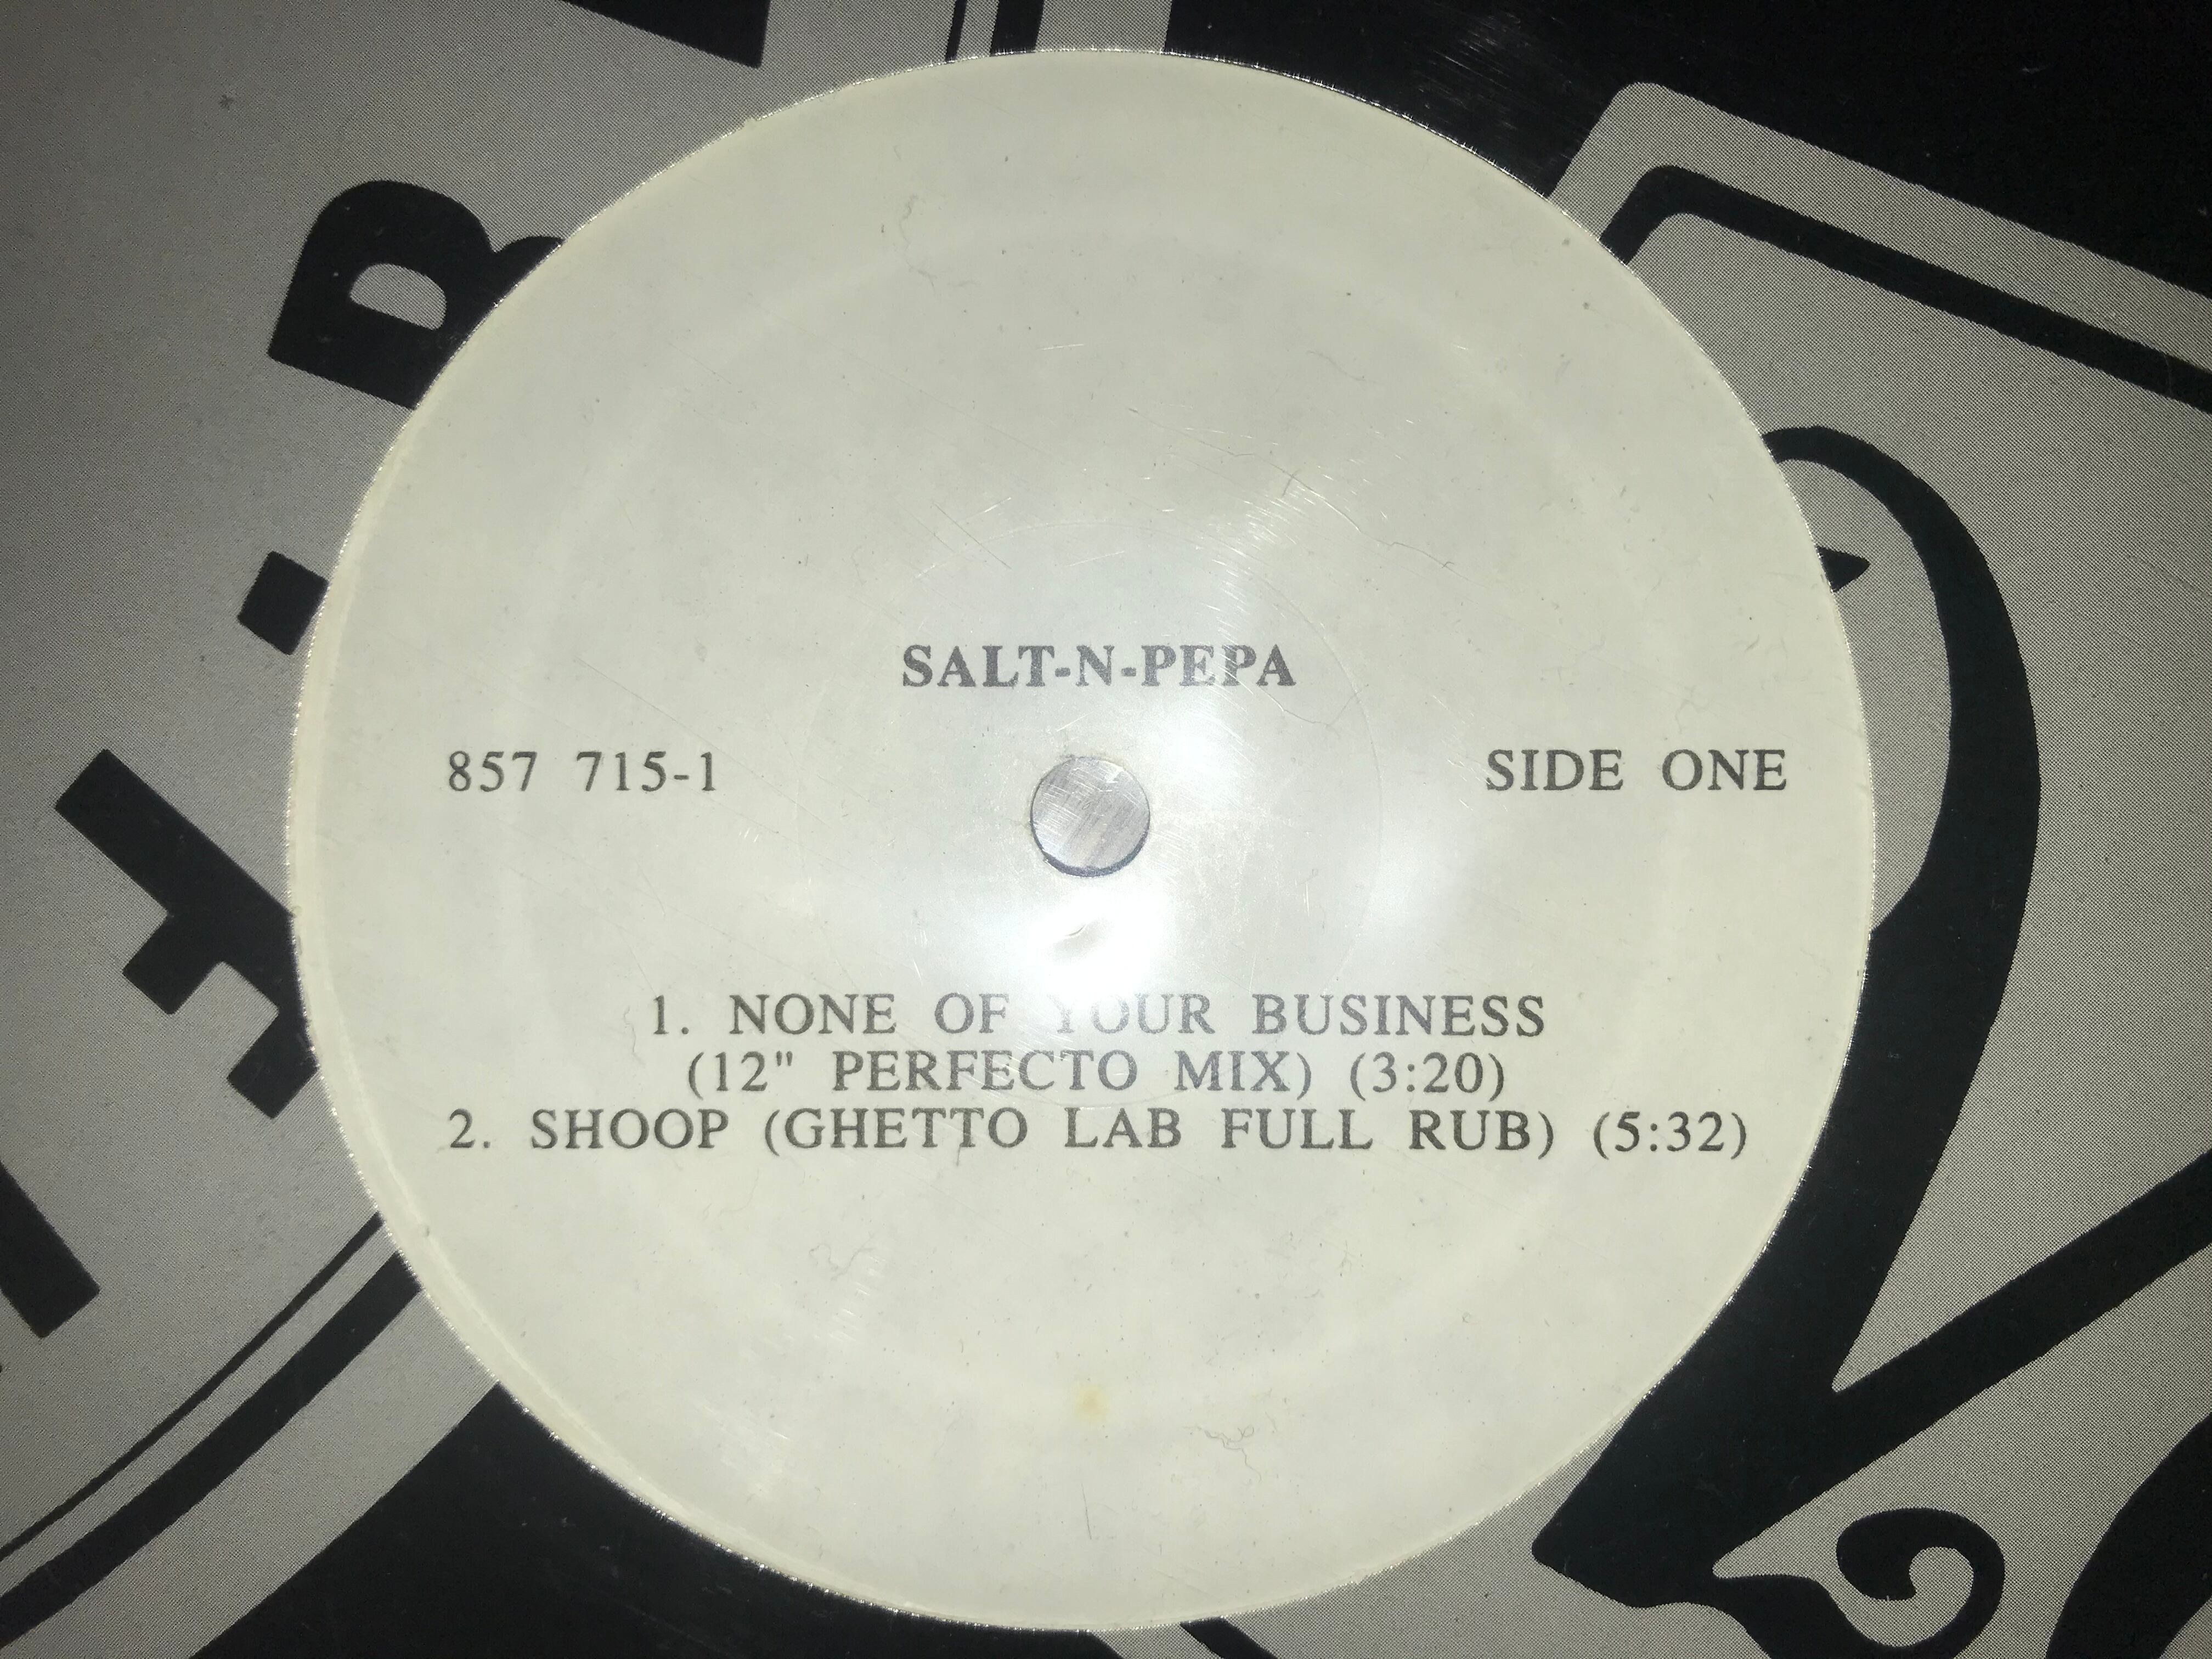 SALT-N-PEPA
857 715-1 SIDE ONE
1. NONE OF YOUR BUSINESS
(12" PERFECTO MIX) (3:20)
2. SHOOP (GHETTO LAB FULL RUB) (5:32)